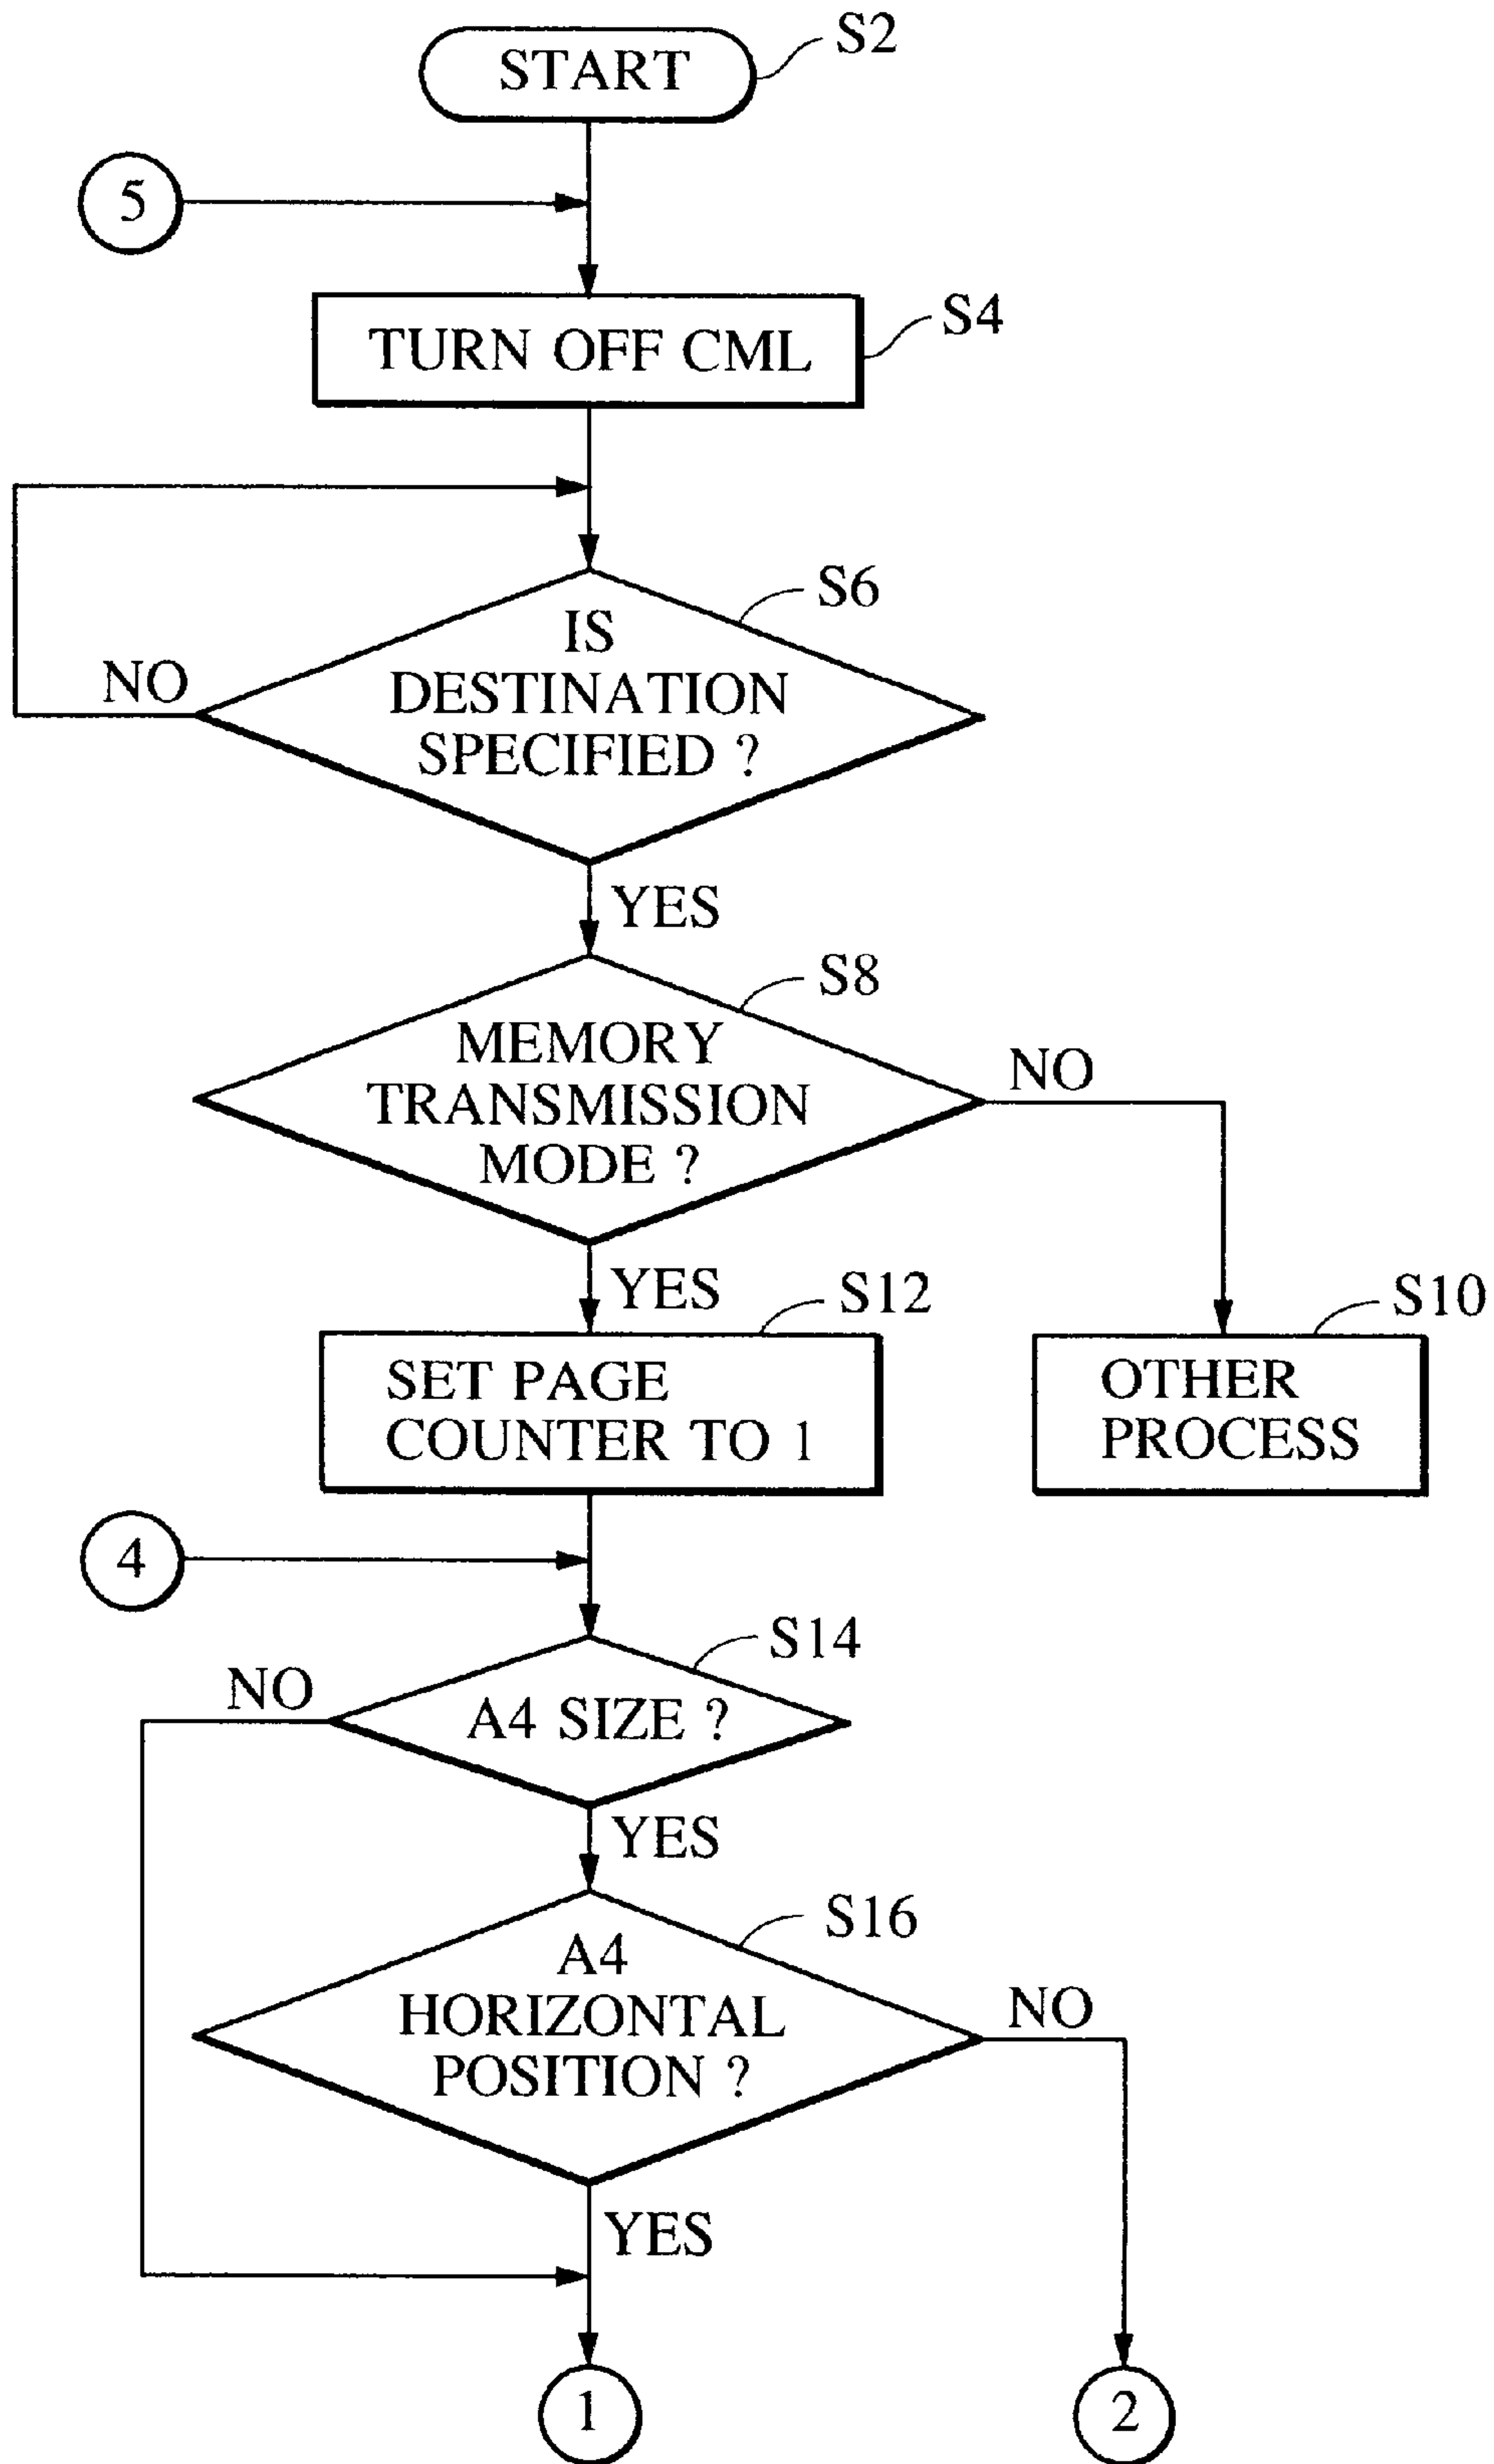 START
S2
5
TURN OFF CML
S4
S6
IS
DESTINATION
SPECIFIED ?
NO
YES
S8
MEMORY
TRANSMISSION
MODE ?
NO
YES
S12
SET PAGE
COUNTER TO 1
S10
OTHER
PROCESS
4
S14
A4 SIZE ?
NO
YES
S16
A4
HORIZONTAL
POSITION ?
NO
YES
1
2